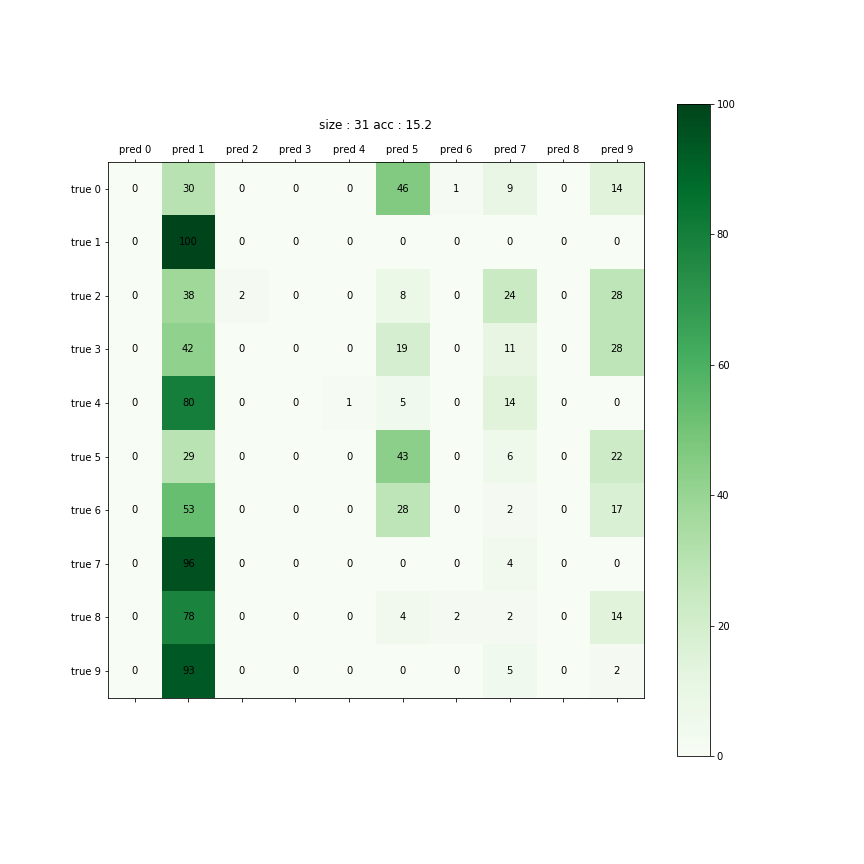 size : 31 acc : 15.2
pred 0 pred 1 pred 2 pred 3 pred 4 pred 5 pred 6 pred 7 pred 8 pred 9
true 0 0 30 0 0 0 46 1 9 0 14
true 1 0 100 0 0 0 0 0 0 0 0
true 2 0 38 2 0 0 8 0 24 0 28
true 3 0 42 0 0 0 19 0 11 0 28
true 4 0 80 0 0 1 5 0 14 0 0
true 5 0 29 0 0 0 43 0 6 0 22
true 6 0 53 0 0 0 28 0 2 0 17
true 7 0 96 0 0 0 0 0 4 0 0
true 8 0 78 0 0 0 4 2 2 0 14
true 9 0 93 0 0 0 0 0 5 0 2
100
80
60
40
20
0